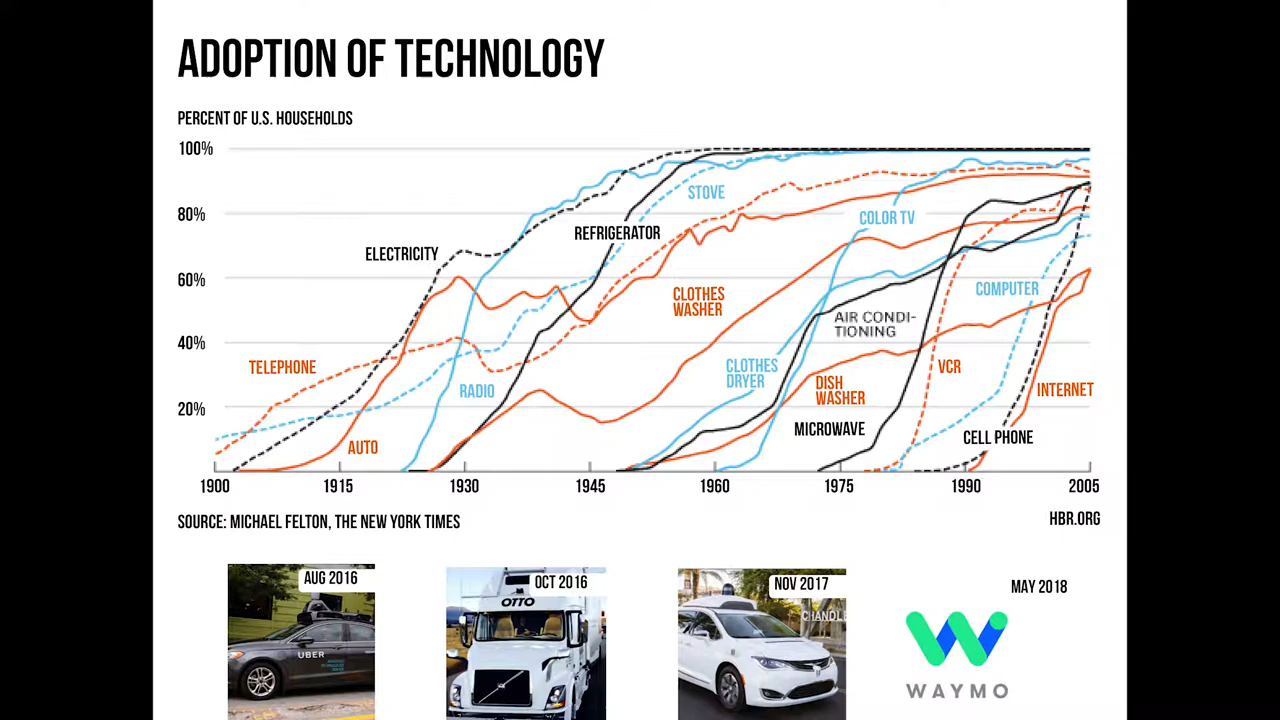 ADOPTION OF TECHNOLOGY
PERCENT OF U.S. HOUSEHOLDS
100%
80%
60%
40%
20%
STOVE
COLOR TV
REFRIGERATOR
ELECTRICITY
COMPUTER
CLOTHES
WASHER
AIR CONDI-
TIONING
TELEPHONE
CLOTHES
DRYER
VCR
RADIO
DISH
WASHER
INTERNET
MICROWAVE
CELL PHONE
AUTO
1900
1915
1930
1945
1960
1975
1990
2005
SOURCE: MICHAEL FELTON, THE NEW YORK TIMES
HBR.ORG
AUG 2016
OCT 2016
NOV 2017
MAY 2018
UBER
OTTO
WAYMO